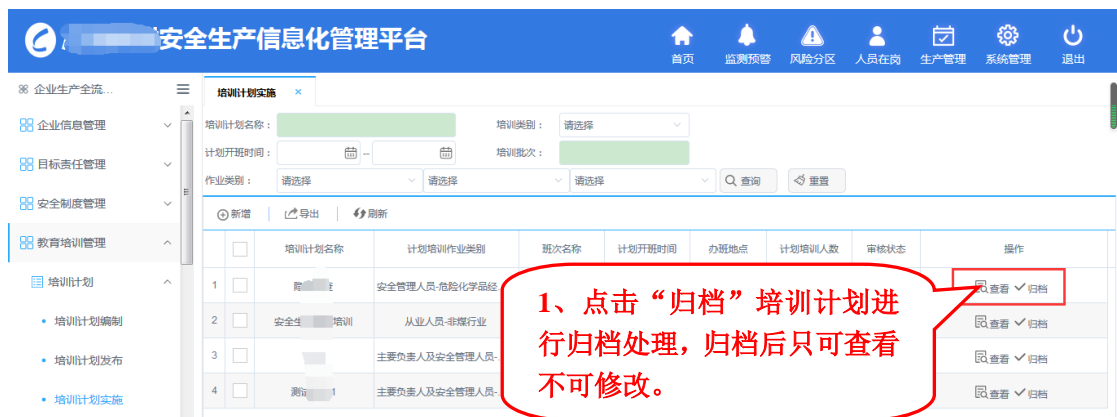 安全生产信息化管理平台
首页 监测预警 风险分区 人员在岗 生产管理 系统管理 退出
企业生产全流...
培训计划实施 ×
企业信息管理
目标责任管理
安全制度管理
教育培训管理
培训计划
• 培训计划编制
• 培训计划发布
• 培训计划实施
培训计划名称： 培训类别： 请选择
计划开班时间： -- 培训批次：
作业类别： 请选择 请选择 请选择 查询 重置
新增 导出 刷新
培训计划名称 计划培训作业类别 班次名称 计划开班时间 办班地点 计划培训人数 审核状态 操作
1 班 安全管理人员-危险化学品经... 查看 归档
2 安全生 培训 从业人员-非煤行业 查看 归档
3 主要负责人及安全管理人员-... 查看 归档
4 测试 1 主要负责人及安全管理人员-... 查看 归档
1、点击“归档”培训计划进
行归档处理，归档后只可查看
不可修改。